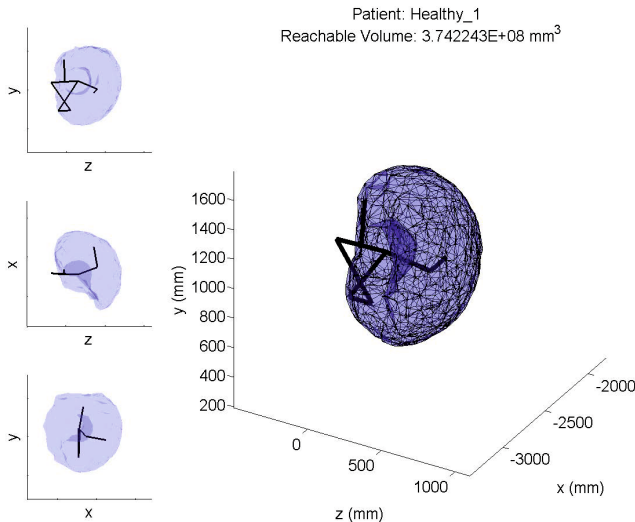 Patient: Healthy_1
Reachable Volume: 3.742243E+08 mm³
y
z
x
z
y
x
y (mm)
1600
1400
1200
1000
800
600
400
200
0
500
1000
z (mm)
-2000
-2500
-3000
x (mm)